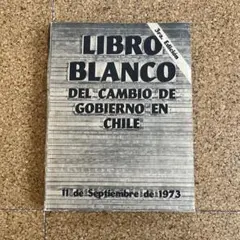 3ra. Edición
LIBRO
BLANCO
DEL CAMBIO DE
GOBIERNO EN
CHILE
11 de Septiembre de 1973